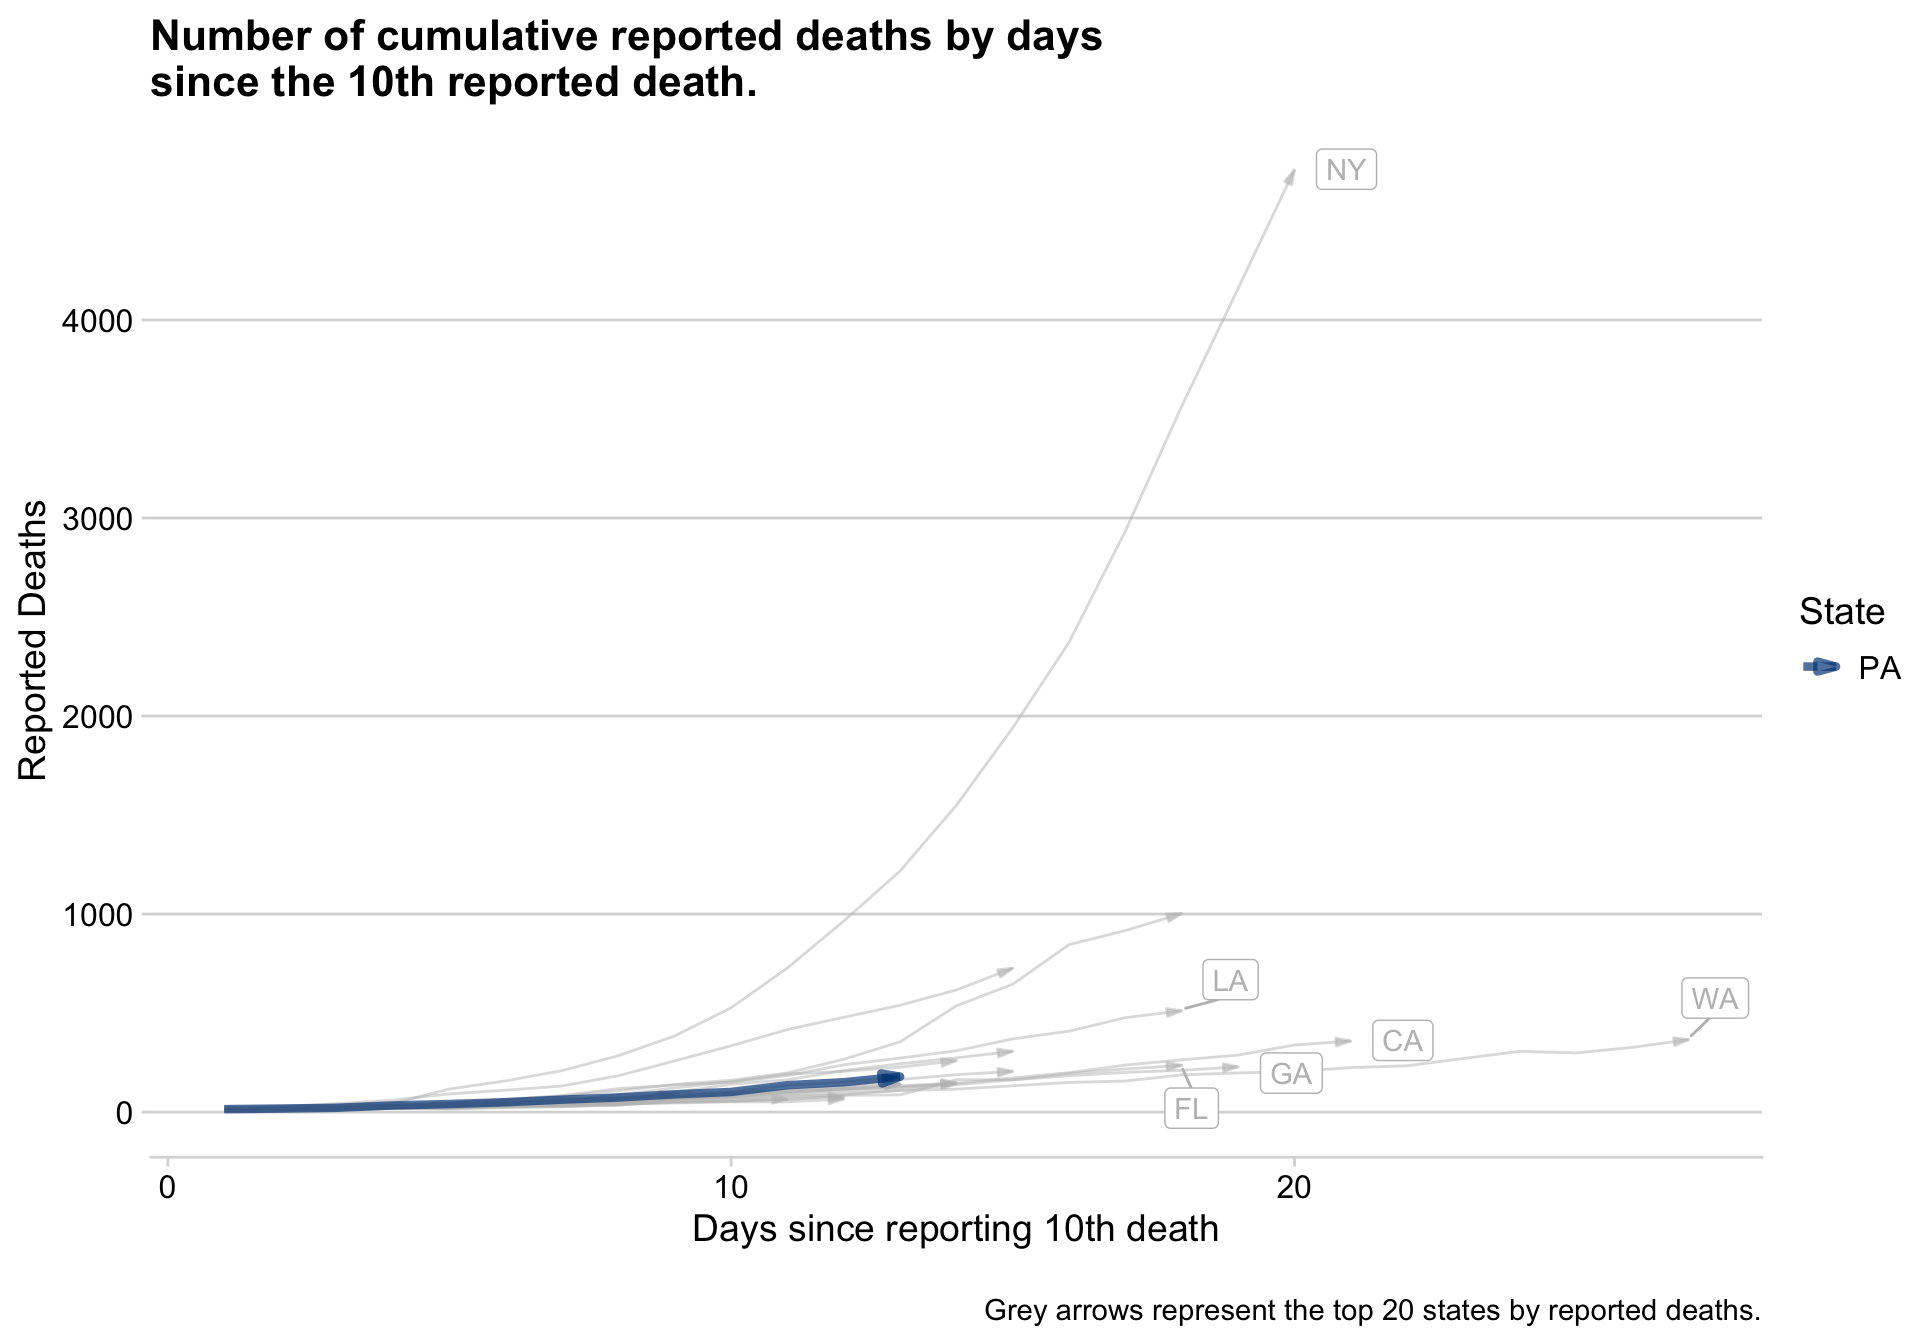 Number of cumulative reported deaths by days
since the 10th reported death.
NY
4000
3000
2000
1000
0
Reported Deaths
LA
WA
CA
GA
FL
State
PA
0
10
20
Days since reporting 10th death
Grey arrows represent the top 20 states by reported deaths.